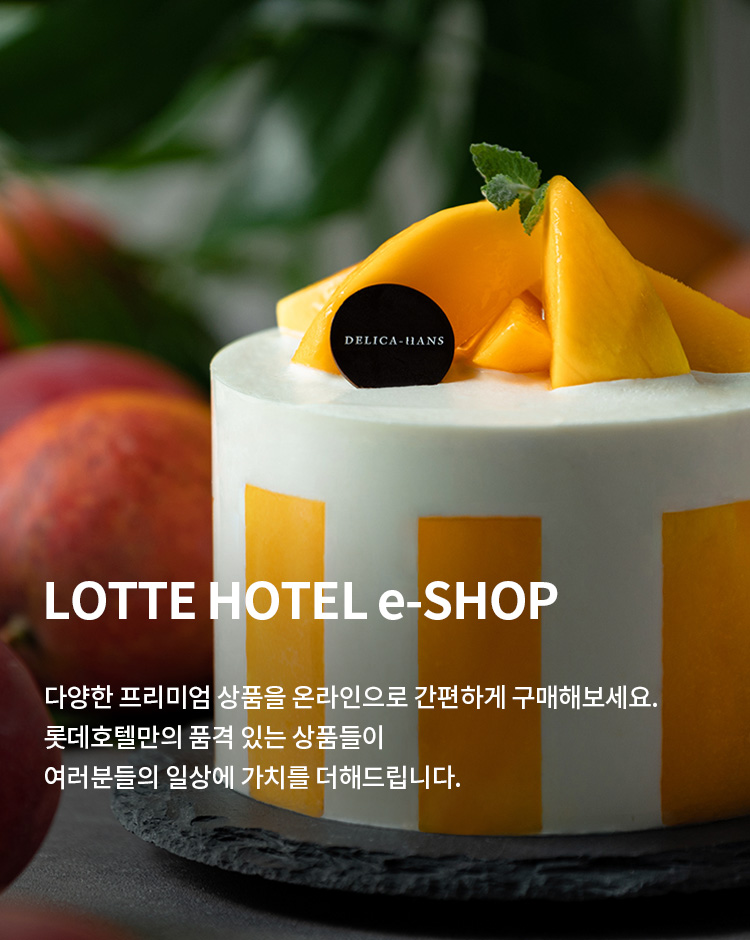 DELICA-HANS
LOTTE HOTEL e-SHOP
다양한 프리미엄 상품을 온라인으로 간편하게 구매해보세요.
롯데호텔만의 품격 있는 상품들이
여러분들의 일상에 가치를 더해드립니다.